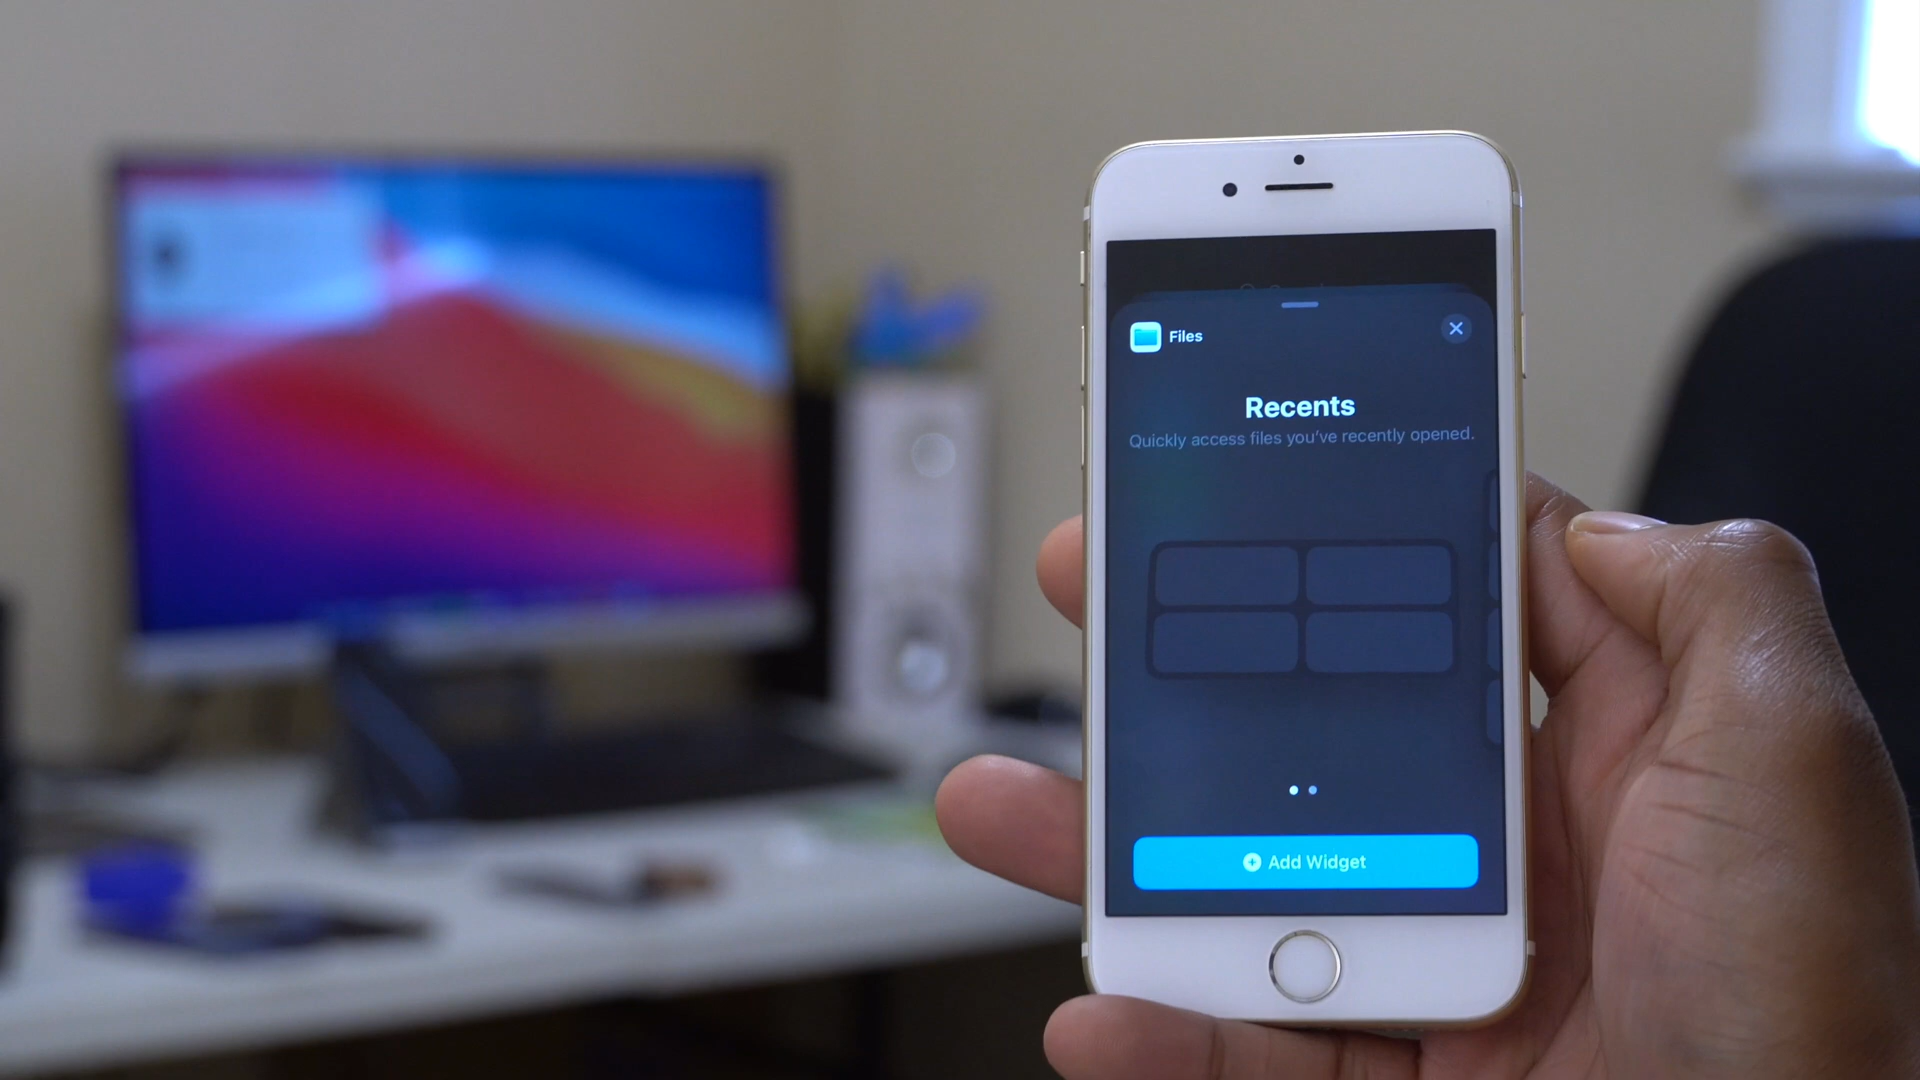 Files
Recents
Quickly access files you've recently opened.
Add Widget